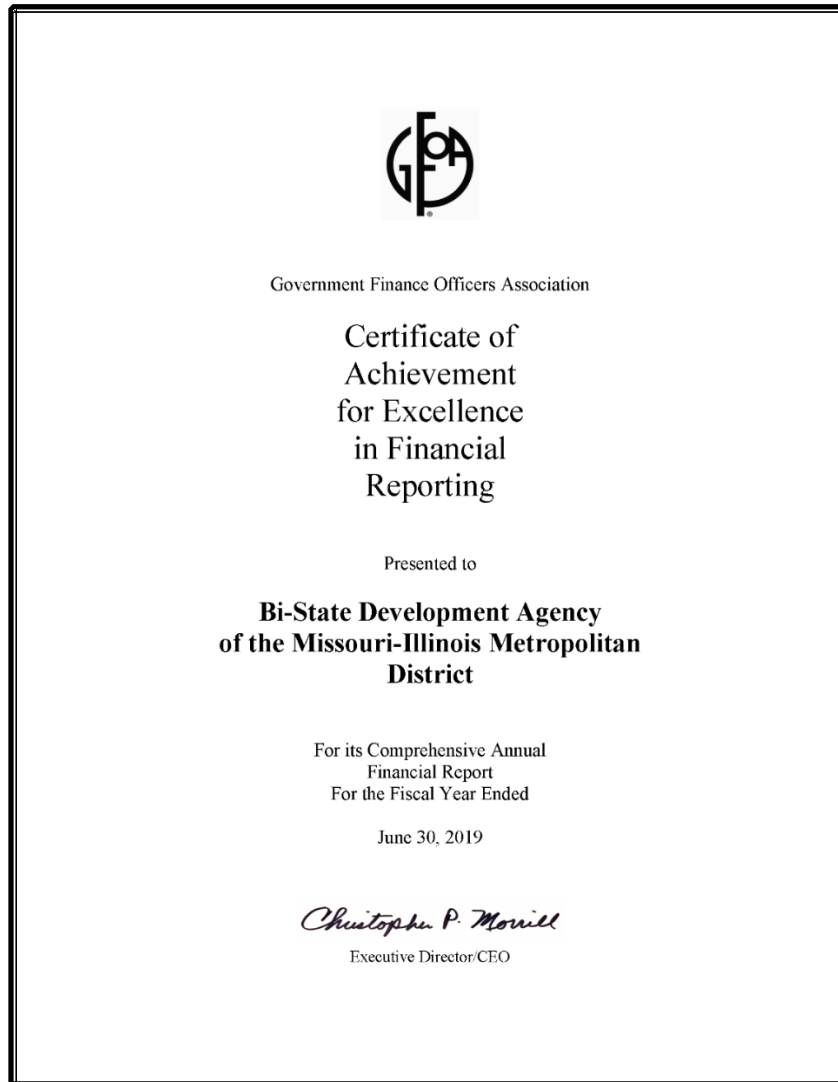 GFOA
®
Government Finance Officers Association
Certificate of
Achievement
for Excellence
in Financial
Reporting
Presented to
Bi-State Development Agency
of the Missouri-Illinois Metropolitan
District
For its Comprehensive Annual
Financial Report
For the Fiscal Year Ended
June 30, 2019
Christopher P. Morrill
Executive Director/CEO